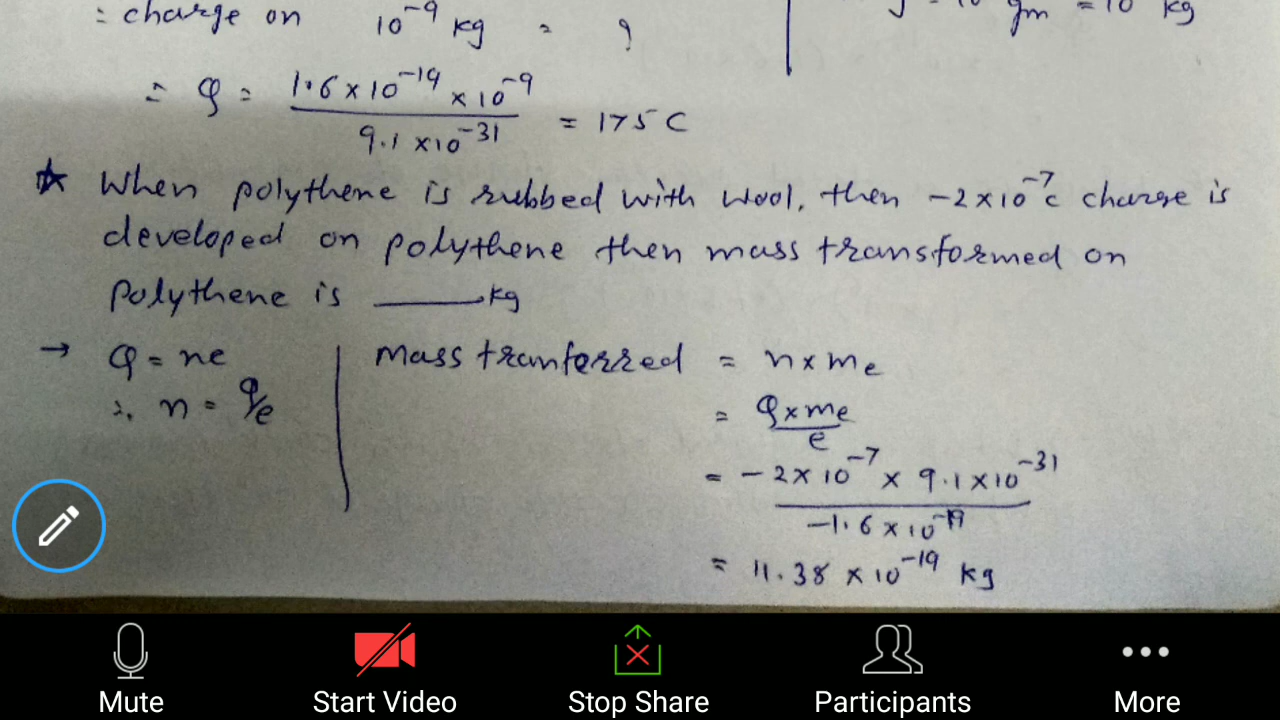 : charge on 10⁻⁹ kg = ?
∴ Q = 1.6 × 10⁻¹⁹ × 10⁻⁹ / 9.1 × 10⁻³¹ = 175 C
★ When polythene is rubbed with wool, then -2 × 10⁻⁷ c charge is
developed on polythene then mass transformed on
polythene is ______ kg
→ Q = ne
∴ n = Q/e
mass tranferred = n × me
= Q × me / e
= -2 × 10⁻⁷ × 9.1 × 10⁻³¹ / -1.6 × 10⁻¹⁹
= 11.38 × 10⁻¹⁹ kg
Mute
Start Video
Stop Share
Participants
More